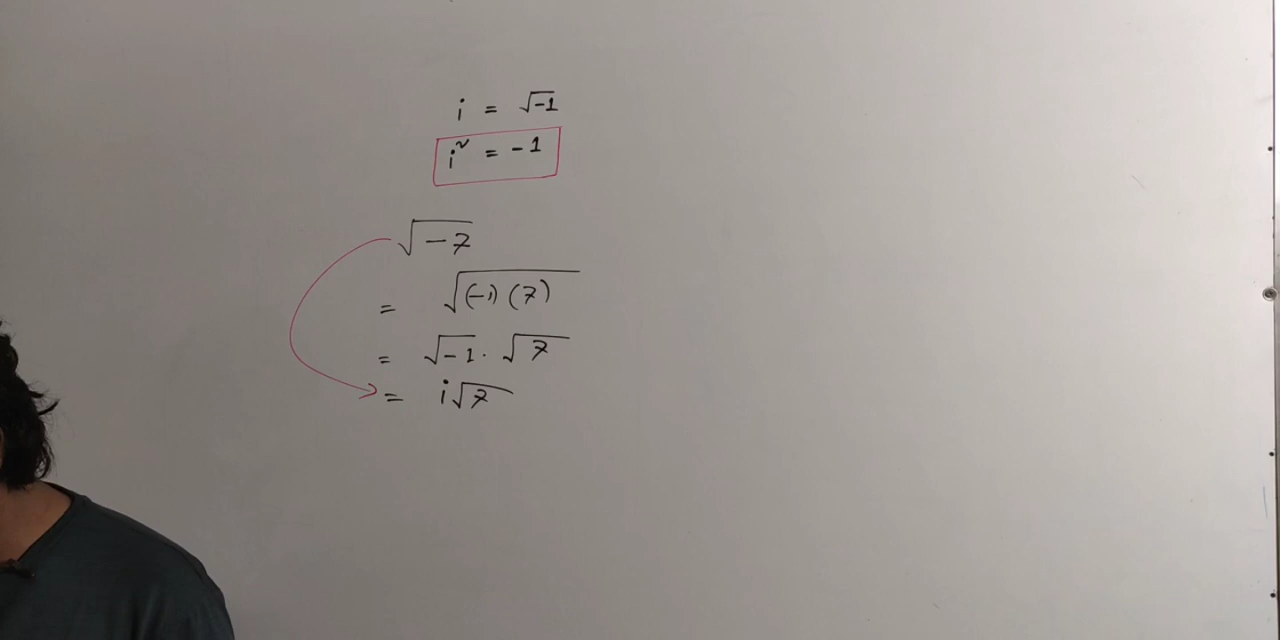 i = √-1
i² = -1
√-7
= √(-1)(7)
= √-1 · √7
= i√7